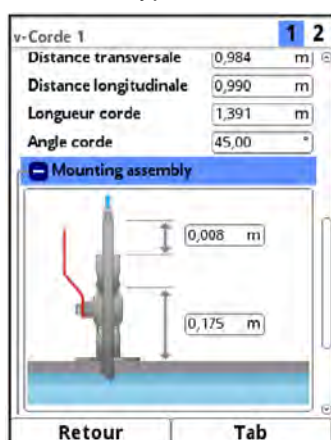 v-Corde 1 1 2
Distance transversale 0,984 m
Distance longitudinale 0,990 m
Longueur corde 1,391 m
Angle corde 45,00 °
Mounting assembly
0,008 m
0,175 m
Retour Tab